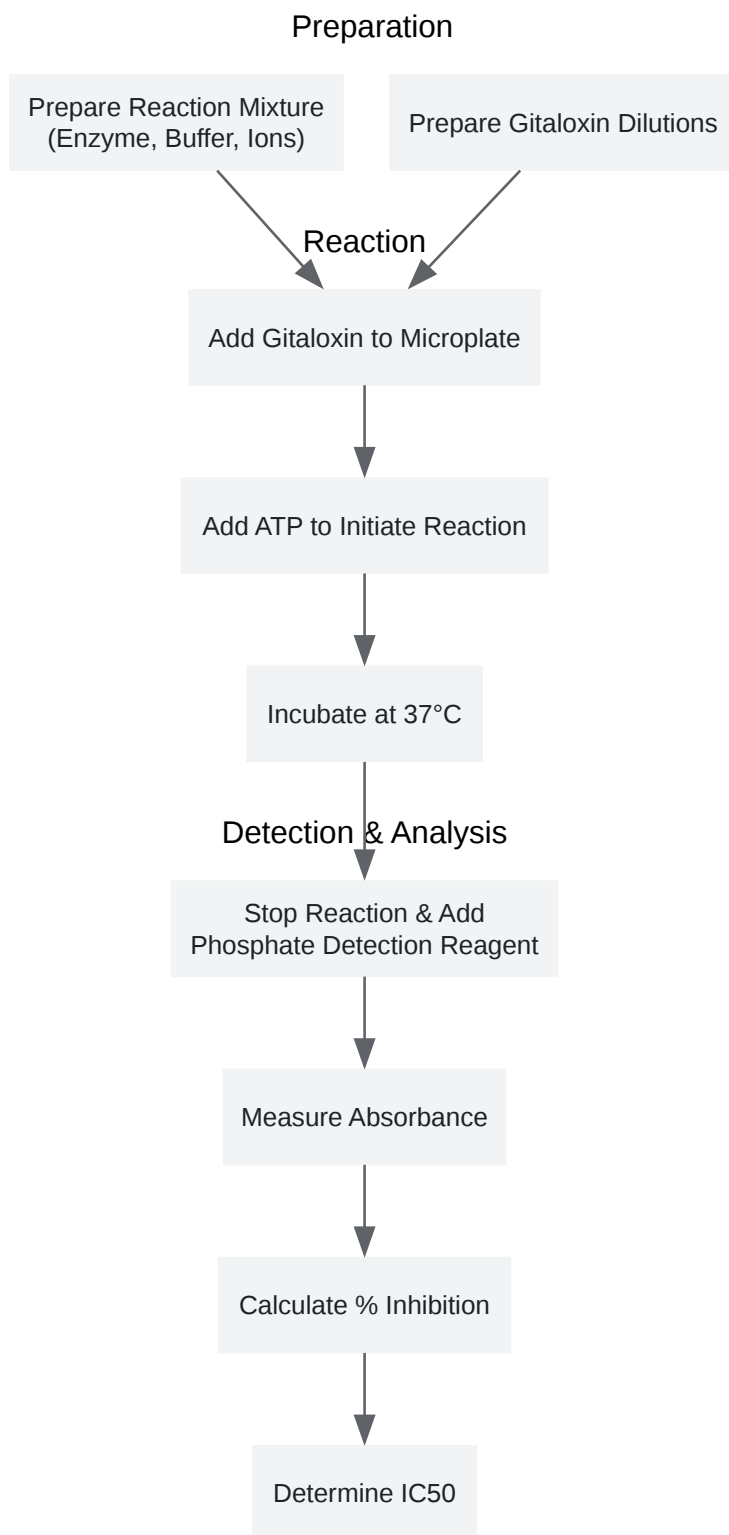 Preparation
Prepare Reaction Mixture
(Enzyme, Buffer, Ions)
Prepare Gitaloxin Dilutions
Reaction
Add Gitaloxin to Microplate
Add ATP to Initiate Reaction
Incubate at 37°C
Detection & Analysis
Stop Reaction & Add
Phosphate Detection Reagent
Measure Absorbance
Calculate % Inhibition
Determine IC50